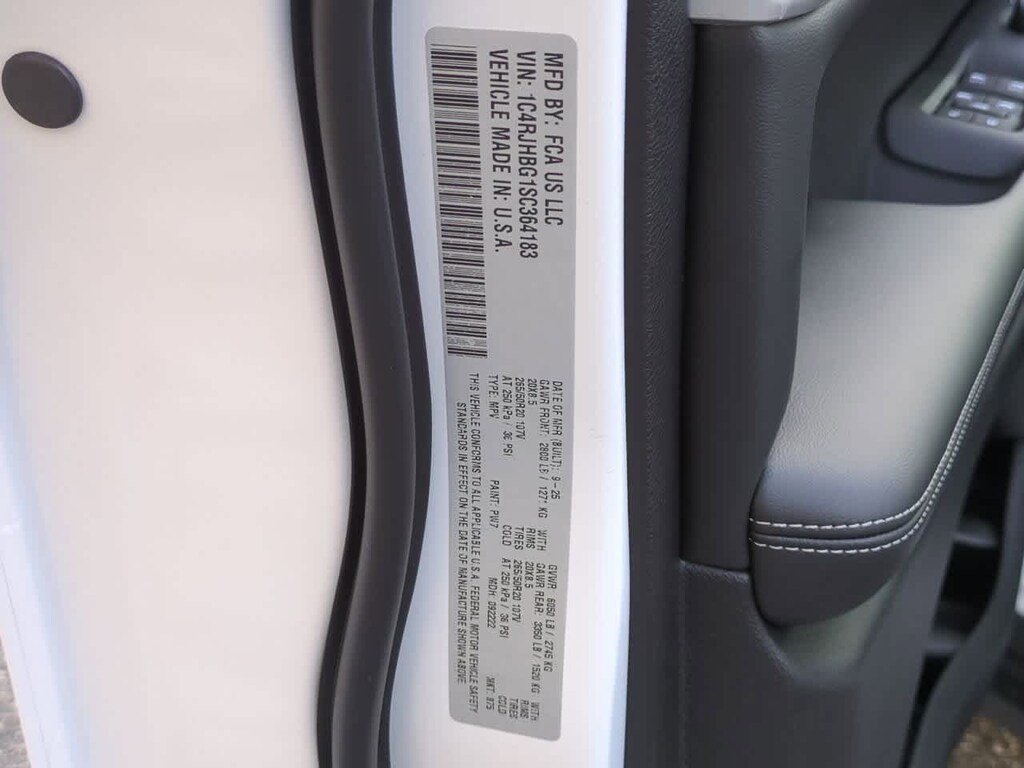 MFD BY: FCA US LLC
VIN: 1C4RJHBG1SC364183
VEHICLE MADE IN: U.S.A.
DATE OF MFR (BUILT): 9-25 GVWR 6050 LB / 2745 KG
GAWR FRONT: 2800 LB / 1271 KG WITH GAWR REAR: 3350 LB / 1520 KG WITH
20X8.5 RIMS 20X8.5 RIMS
265/50R20 107V TIRES 265/50R20 107V TIRES
AT 250 kPa / 36 PSI COLD AT 250 kPa / 36 PSI COLD
TYPE: MPV PAINT: PW7 MDH: 092222 MKT: 875
THIS VEHICLE CONFORMS TO ALL APPLICABLE U.S.A. FEDERAL MOTOR VEHICLE SAFETY
STANDARDS IN EFFECT ON THE DATE OF MANUFACTURE SHOWN ABOVE